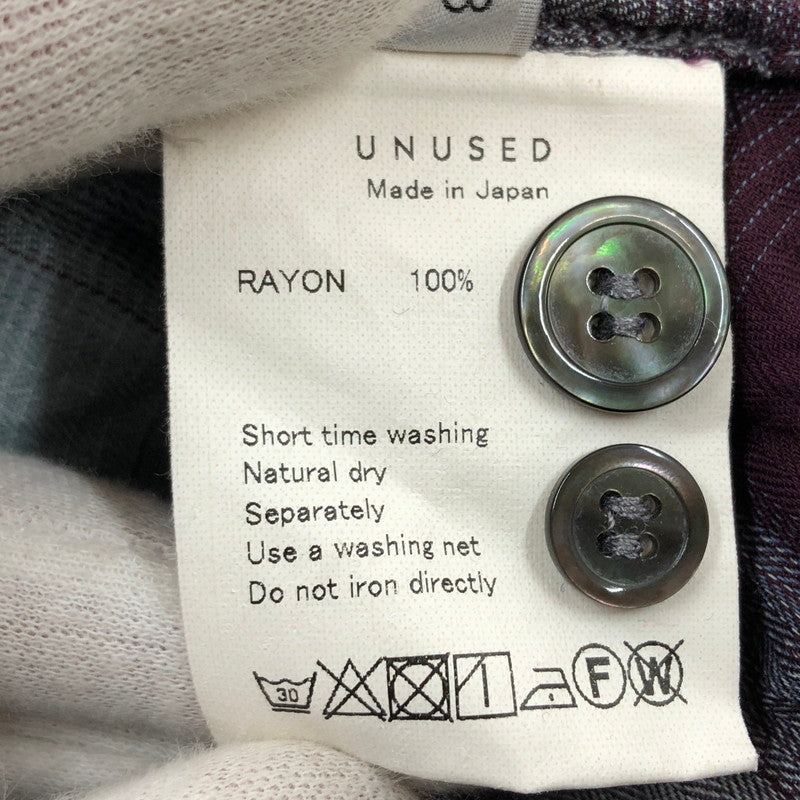 3
UNUSED
Made in Japan
RAYON 100%
Short time washing
Natural dry
Separately
Use a washing net
Do not iron directly
30 F W